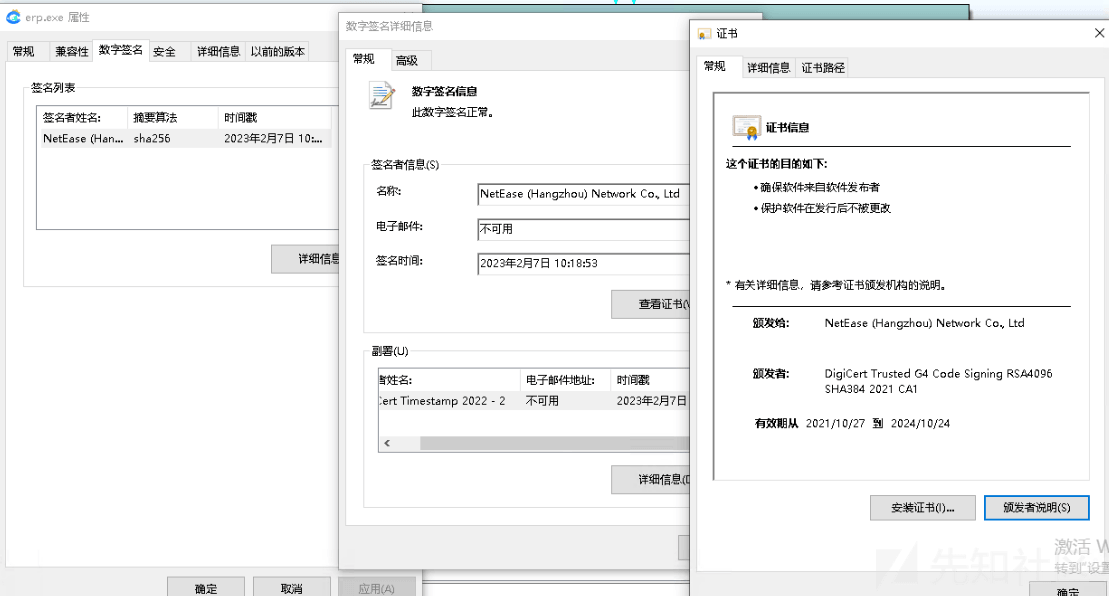 erp.exe 属性
常规 兼容性 数字签名 安全 详细信息 以前的版本
签名列表
签名者姓名: 摘要算法 时间戳
NetEase (Han... sha256 2023年2月7日 10:...
详细信息
确定 取消 应用(A)
数字签名详细信息
常规 高级
数字签名信息
此数字签名正常。
签名者信息(S)
名称: NetEase (Hangzhou) Network Co., Ltd
电子邮件: 不可用
签名时间: 2023年2月7日 10:18:53
查看证书(V
副署(U)
者姓名: 电子邮件地址: 时间戳
Cert Timestamp 2022 - 2 不可用 2023年2月7日
详细信息(D
证书
常规 详细信息 证书路径
证书信息
这个证书的目的如下:
• 确保软件来自软件发布者
• 保护软件在发行后不被更改
* 有关详细信息，请参考证书颁发机构的说明。
颁发给: NetEase (Hangzhou) Network Co., Ltd
颁发者: DigiCert Trusted G4 Code Signing RSA4096
SHA384 2021 CA1
有效期从 2021/10/27 到 2024/10/24
安装证书(I)... 颁发者说明(S)
激活 W
转到"设置
先知社
确定